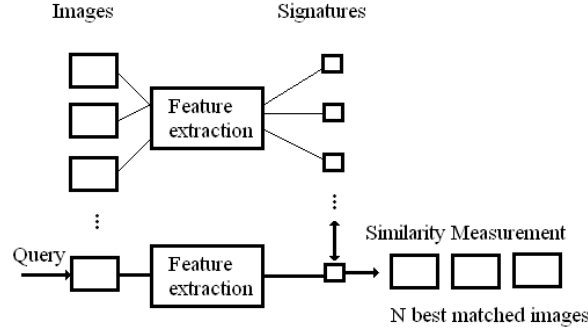 Images
Signatures
Feature
extraction
Query
Feature
extraction
Similarity Measurement
N best matched images